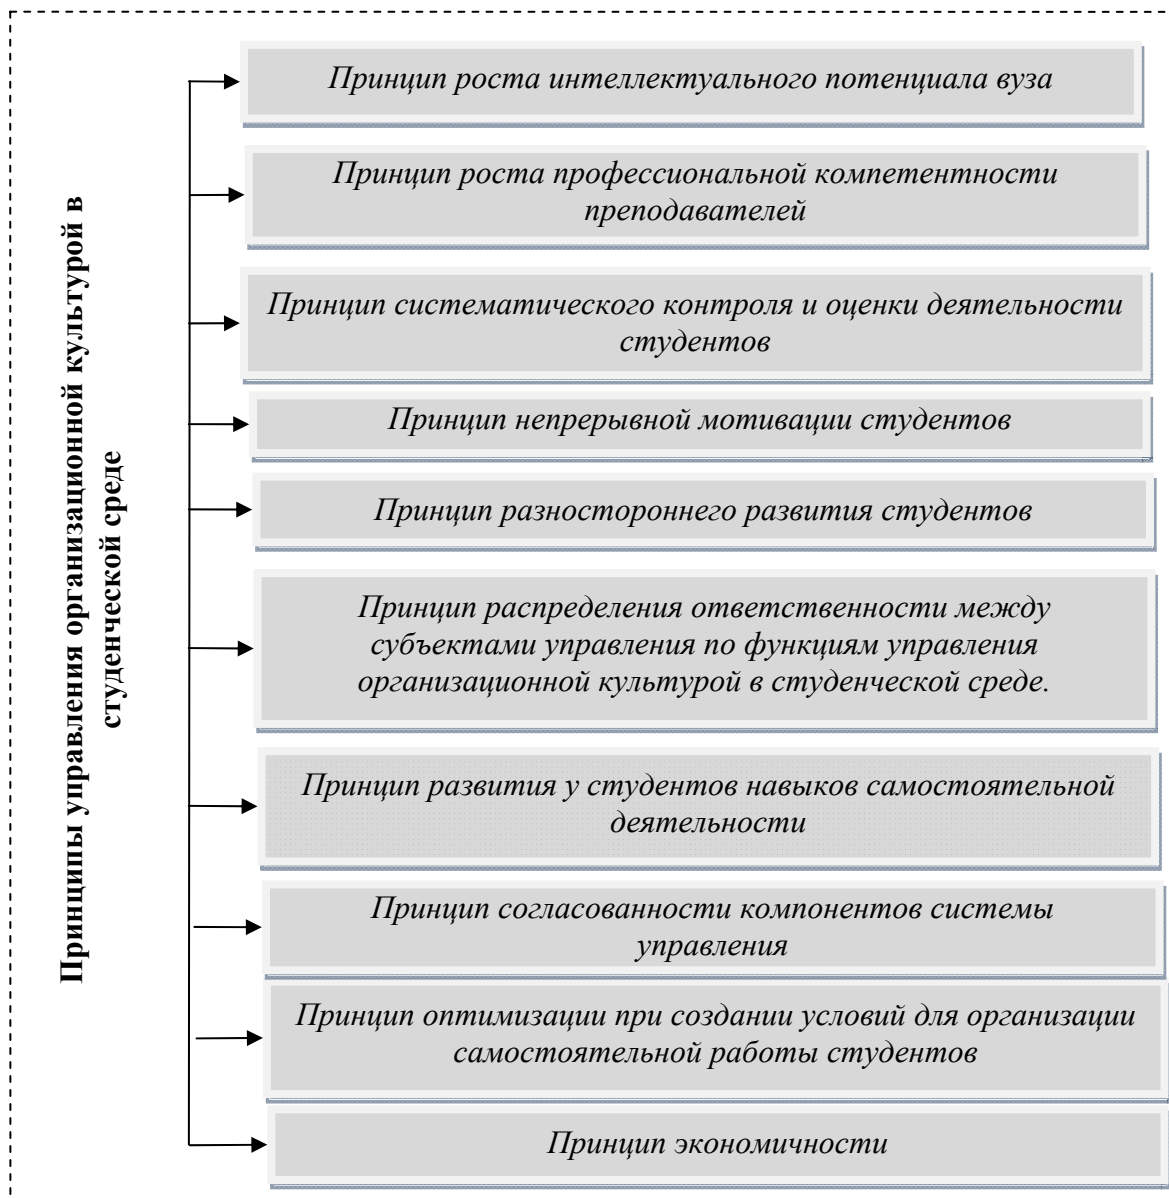 Принципы управления организационной культурой в
студенческой среде
Принцип роста интеллектуального потенциала вуза
Принцип роста профессиональной компетентности
преподавателей
Принцип систематического контроля и оценки деятельности
студентов
Принцип непрерывной мотивации студентов
Принцип разностороннего развития студентов
Принцип распределения ответственности между
субъектами управления по функциям управления
организационной культурой в студенческой среде.
Принцип развития у студентов навыков самостоятельной
деятельности
Принцип согласованности компонентов системы
управления
Принцип оптимизации при создании условий для организации
самостоятельной работы студентов
Принцип экономичности